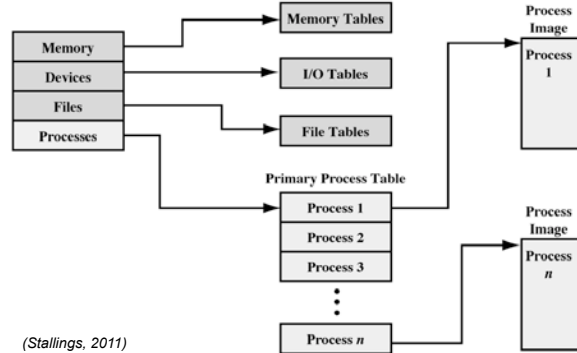 Memory
Devices
Files
Processes
Memory Tables
I/O Tables
File Tables
Primary Process Table
Process 1
Process 2
Process 3
Process n
Process
Image
Process
1
Process
Image
Process
n
(Stallings, 2011)